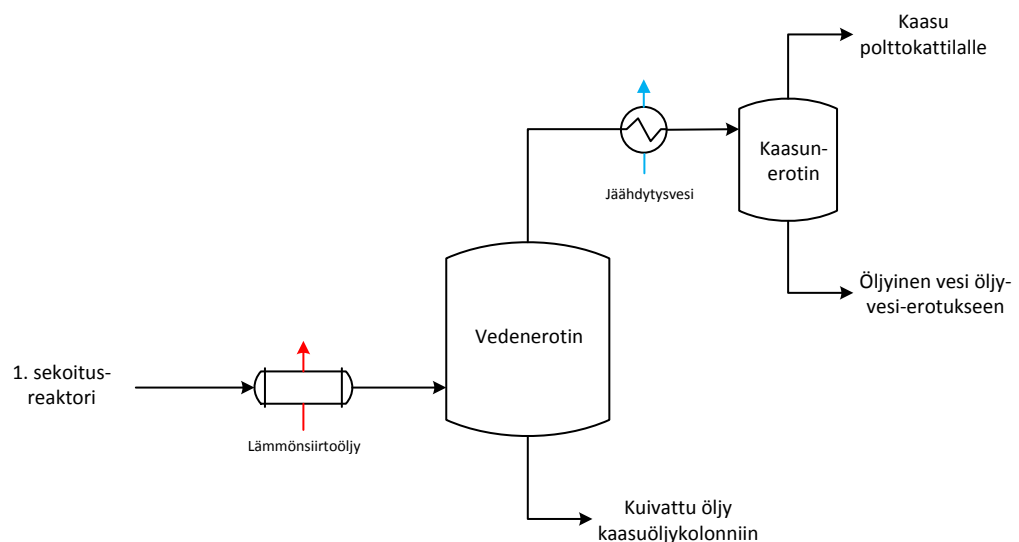 Kaasu
polttokattilalle
Kaasun-
erotin
Jäähdytysvesi
Öljyinen vesi öljy-
vesi-erotukseen
Vedenerotin
1. sekoitus-
reaktori
Lämmönsiirtoöljy
Kuivattu öljy
kaasuöljykolonniin